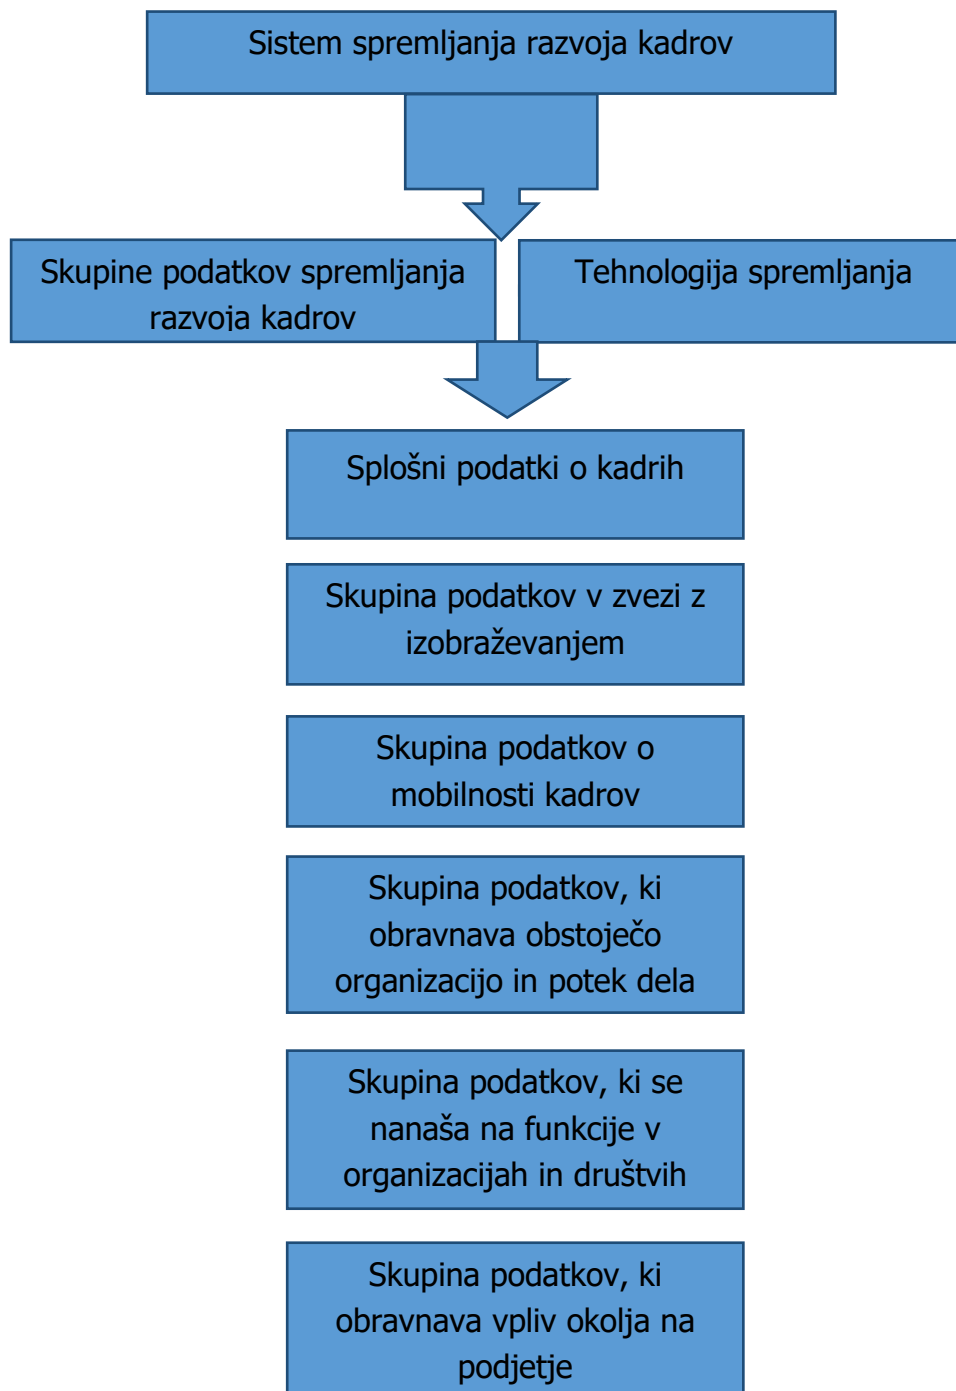 Sistem spremljanja razvoja kadrov
Skupine podatkov spremljanja
razvoja kadrov
Tehnologija spremljanja
Splošni podatki o kadrih
Skupina podatkov v zvezi z
izobraževanjem
Skupina podatkov o
mobilnosti kadrov
Skupina podatkov, ki
obravnava obstoječo
organizacijo in potek dela
Skupina podatkov, ki se
nanaša na funkcije v
organizacijah in društvih
Skupina podatkov, ki
obravnava vpliv okolja na
podjetje